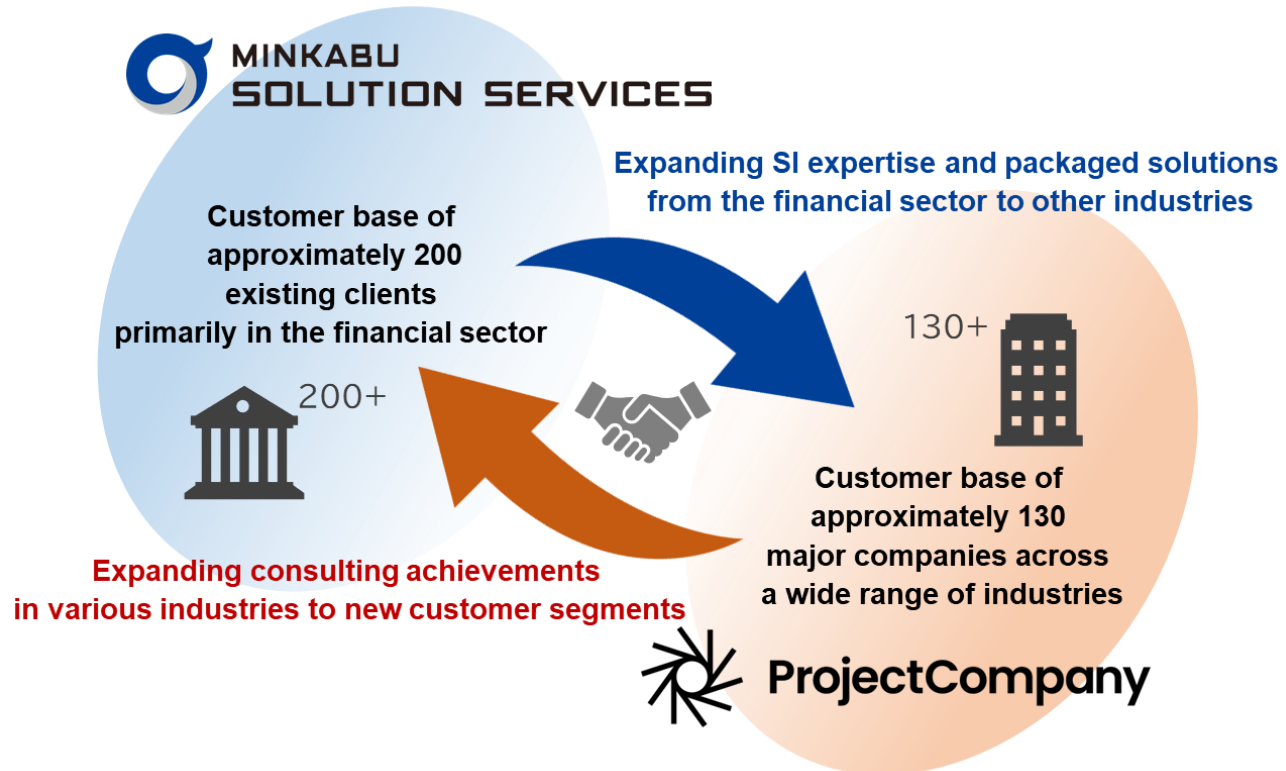 MINKABU
SOLUTION SERVICES
Expanding SI expertise and packaged solutions
from the financial sector to other industries
Customer base of
approximately 200
existing clients
primarily in the financial sector
200+
130+
Customer base of
approximately 130
major companies across
a wide range of industries
Expanding consulting achievements
in various industries to new customer segments
ProjectCompany